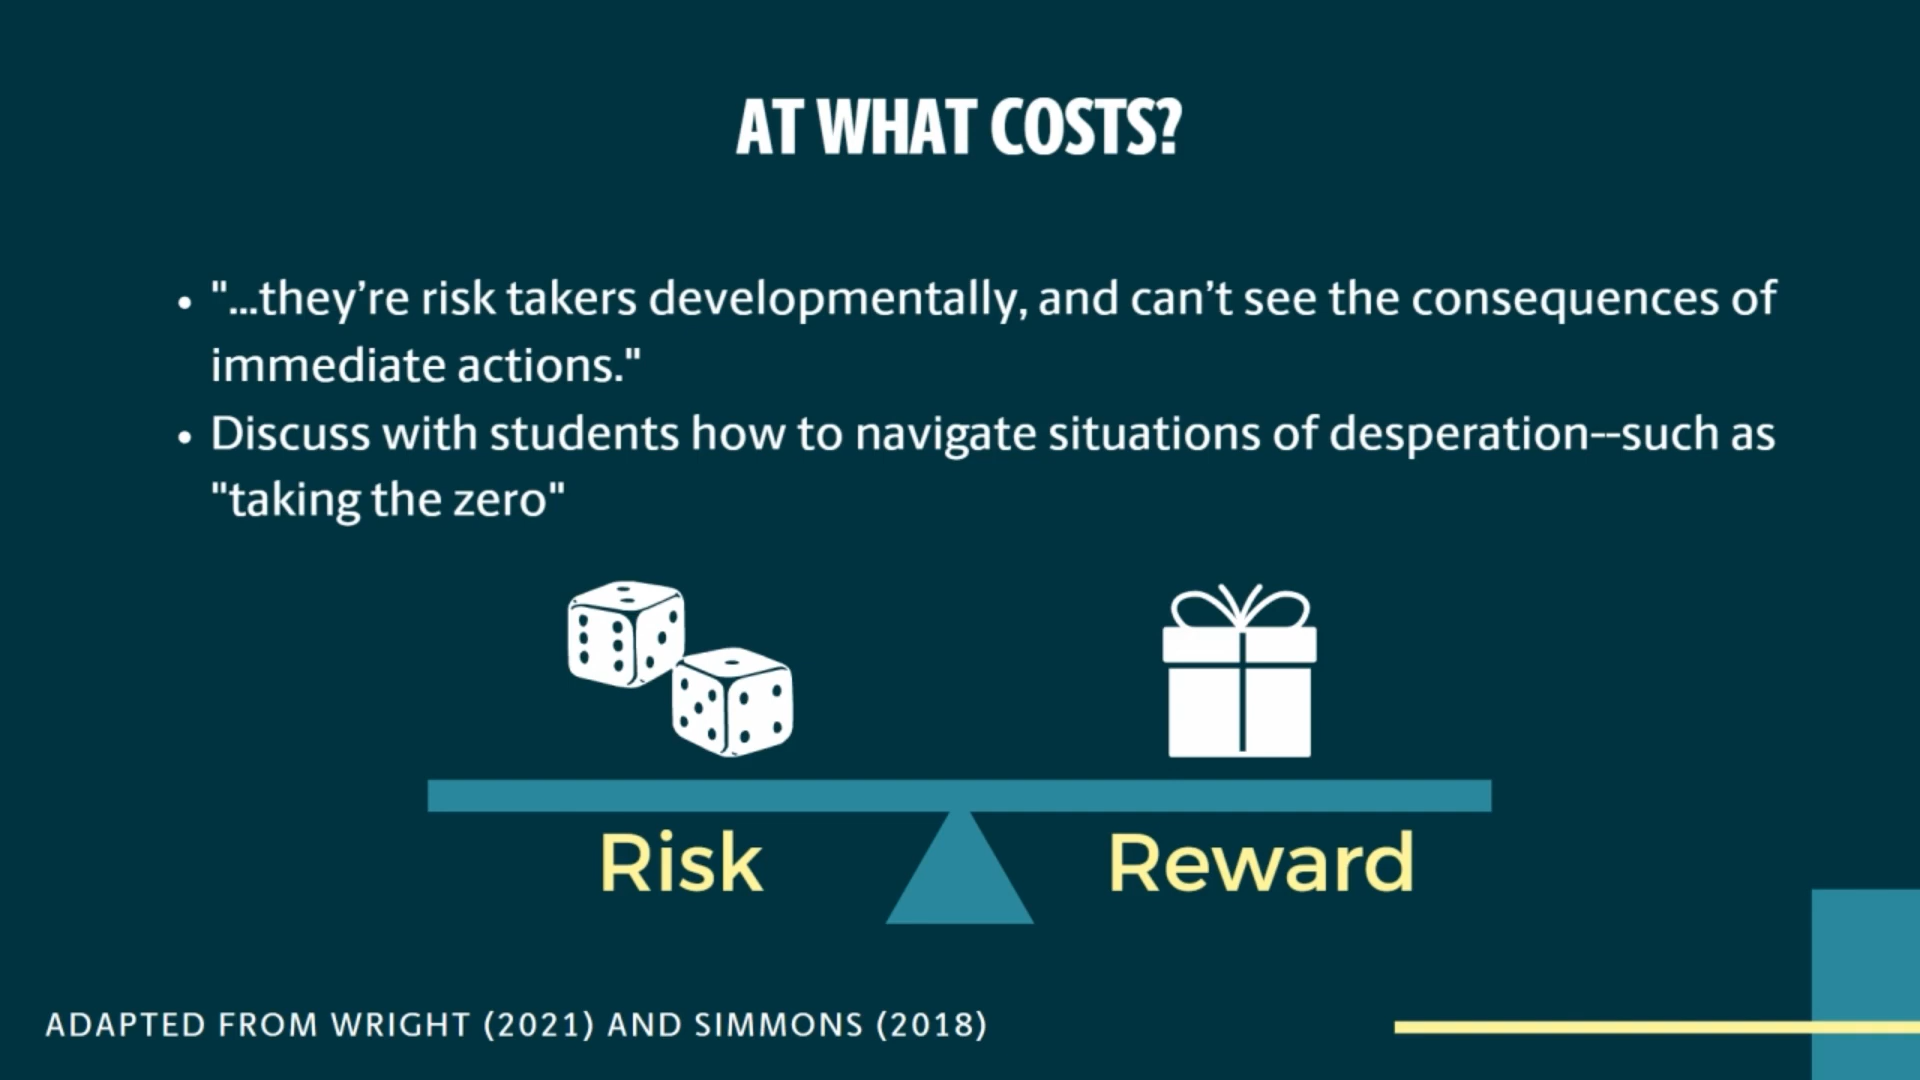 AT WHAT COSTS?
• "...they're risk takers developmentally, and can't see the consequences of
immediate actions."
• Discuss with students how to navigate situations of desperation--such as
"taking the zero"
Risk
Reward
ADAPTED FROM WRIGHT (2021) AND SIMMONS (2018)